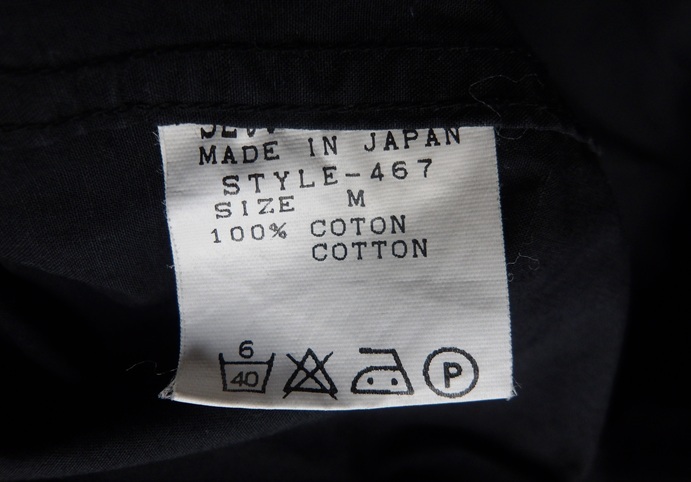 MADE IN JAPAN
STYLE-467
SIZE M
100% COTON
COTTON
6
40
P